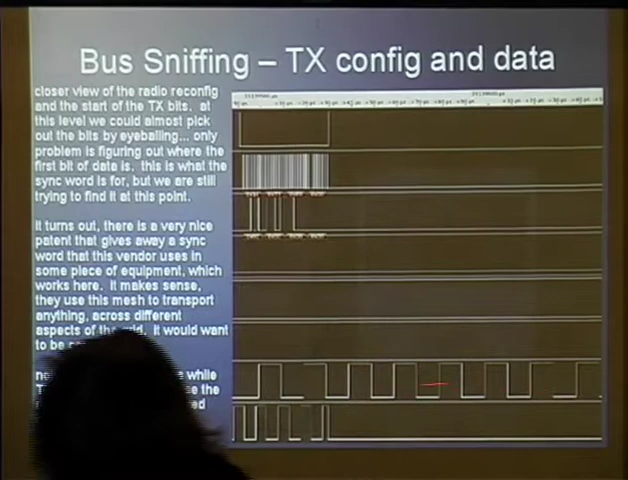 Bus Sniffing – TX config and data
closer view of the radio reconfig
and the start of the TX bits. at
this level we could almost pick
out the bits by eyeballing... only
problem is figuring out where the
first bit of data is. this is what the
sync word is for, but we are still
trying to find it at this point.
It turns out, there is a very nice
patent that gives away a sync
word that this vendor uses in
some piece of equipment, which
works here. It makes sense,
they use this mesh to transport
anything, across different
aspects of the It would want
to be
while
the